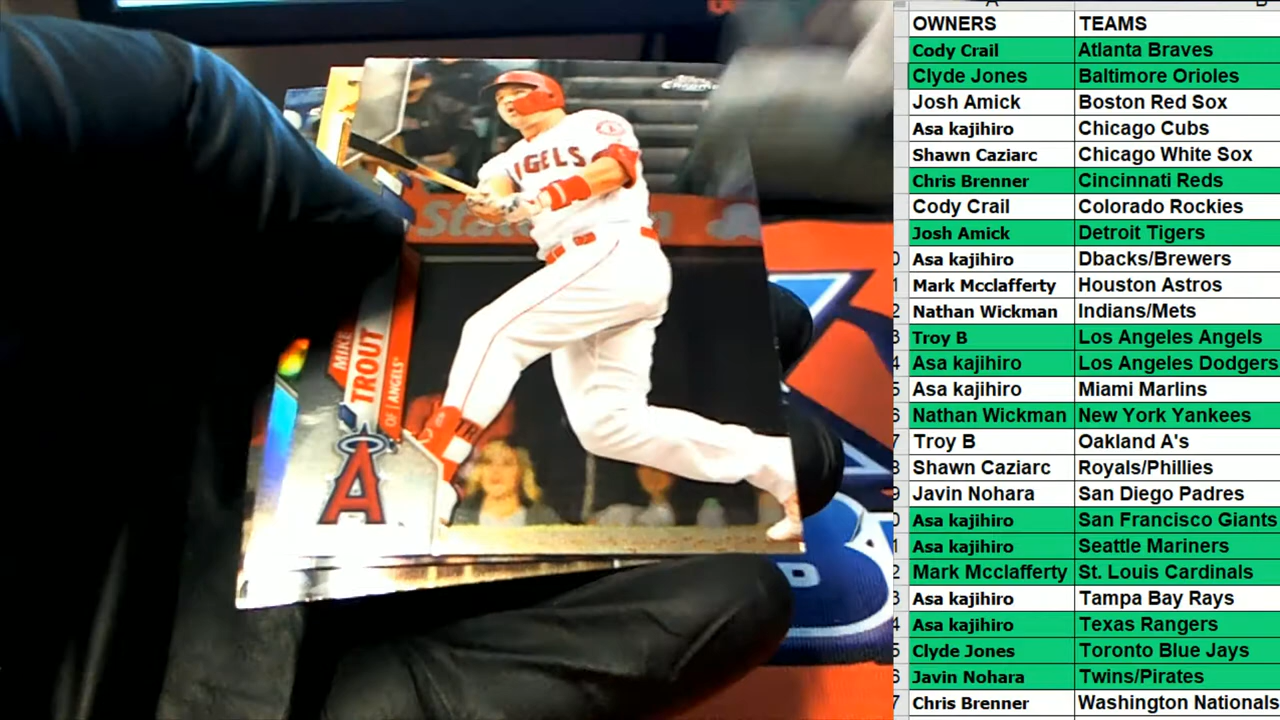 Chrome
ANGELS
MIKE
TROUT
OF | ANGELS
A
A B
OWNERS TEAMS
Cody Crail Atlanta Braves
Clyde Jones Baltimore Orioles
Josh Amick Boston Red Sox
Asa kajihiro Chicago Cubs
Shawn Caziarc Chicago White Sox
Chris Brenner Cincinnati Reds
Cody Crail Colorado Rockies
Josh Amick Detroit Tigers
Asa kajihiro Dbacks/Brewers
Mark Mcclafferty Houston Astros
Nathan Wickman Indians/Mets
Troy B Los Angeles Angels
Asa kajihiro Los Angeles Dodgers
Asa kajihiro Miami Marlins
Nathan Wickman New York Yankees
Troy B Oakland A's
Shawn Caziarc Royals/Phillies
Javin Nohara San Diego Padres
Asa kajihiro San Francisco Giants
Asa kajihiro Seattle Mariners
Mark Mcclafferty St. Louis Cardinals
Asa kajihiro Tampa Bay Rays
Asa kajihiro Texas Rangers
Clyde Jones Toronto Blue Jays
Javin Nohara Twins/Pirates
Chris Brenner Washington Nationals